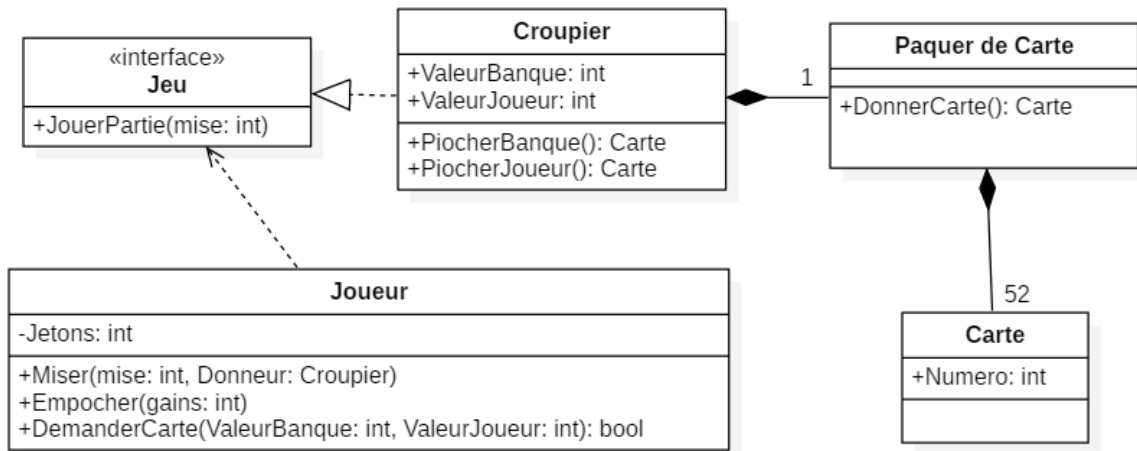 «interface»
Jeu
+JouerPartie(mise: int)
Croupier
+ValeurBanque: int
+ValeurJoueur: int
+PiocherBanque(): Carte
+PiocherJoueur(): Carte
1
Paquer de Carte
+DonnerCarte(): Carte
Joueur
-Jetons: int
+Miser(mise: int, Donneur: Croupier)
+Empocher(gains: int)
+DemanderCarte(ValeurBanque: int, ValeurJoueur: int): bool
52
Carte
+Numero: int